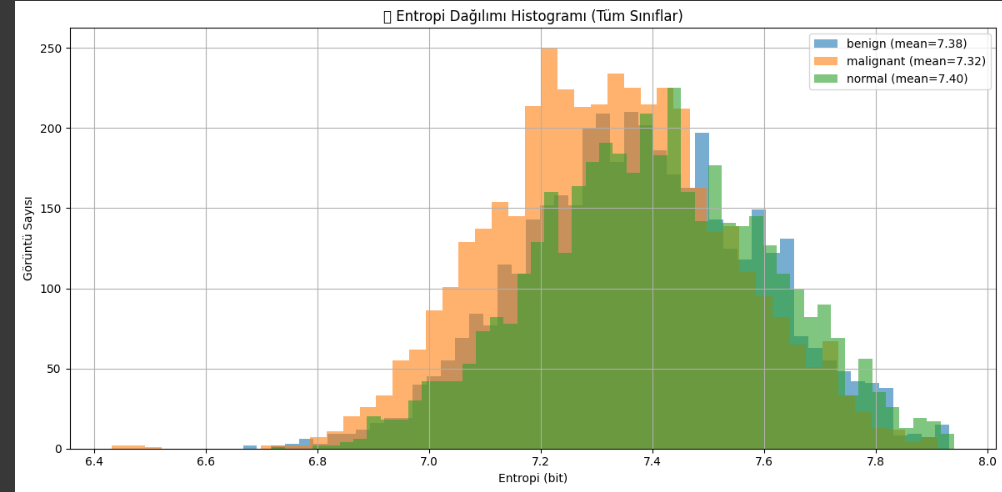 ▯ Entropi Dağılımı Histogramı (Tüm Sınıflar)
benign (mean=7.38)
malignant (mean=7.32)
normal (mean=7.40)
Görüntü Sayısı
250
200
150
100
50
0
6.4 6.6 6.8 7.0 7.2 7.4 7.6 7.8 8.0
Entropi (bit)